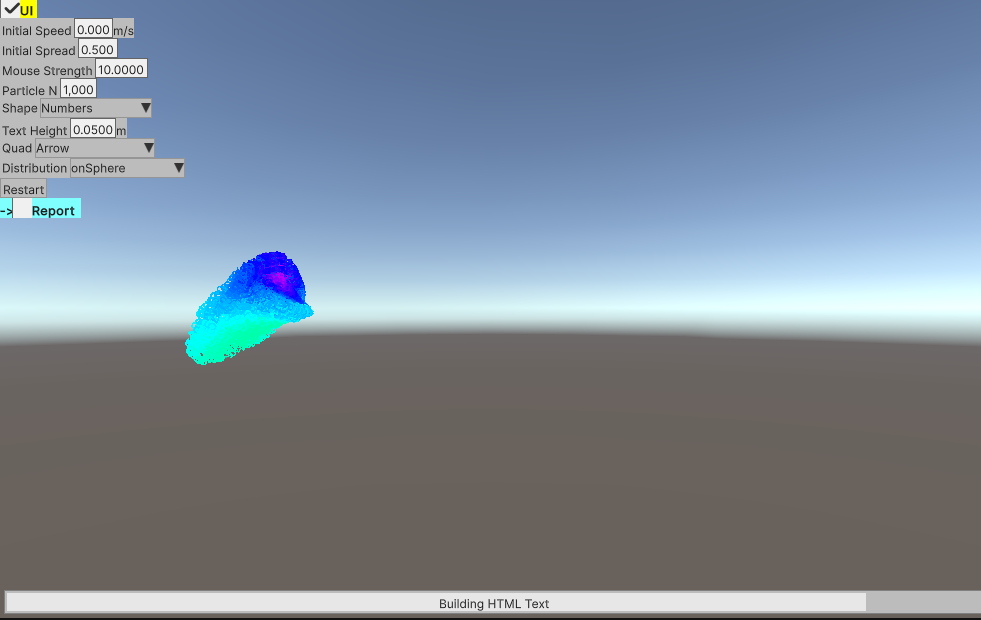 UI
Initial Speed 0.000 m/s
Initial Spread 0.500
Mouse Strength 10.0000
Particle N 1,000
Shape Numbers
Text Height 0.0500 m
Quad Arrow
Distribution onSphere
Restart
-> Report
Building HTML Text